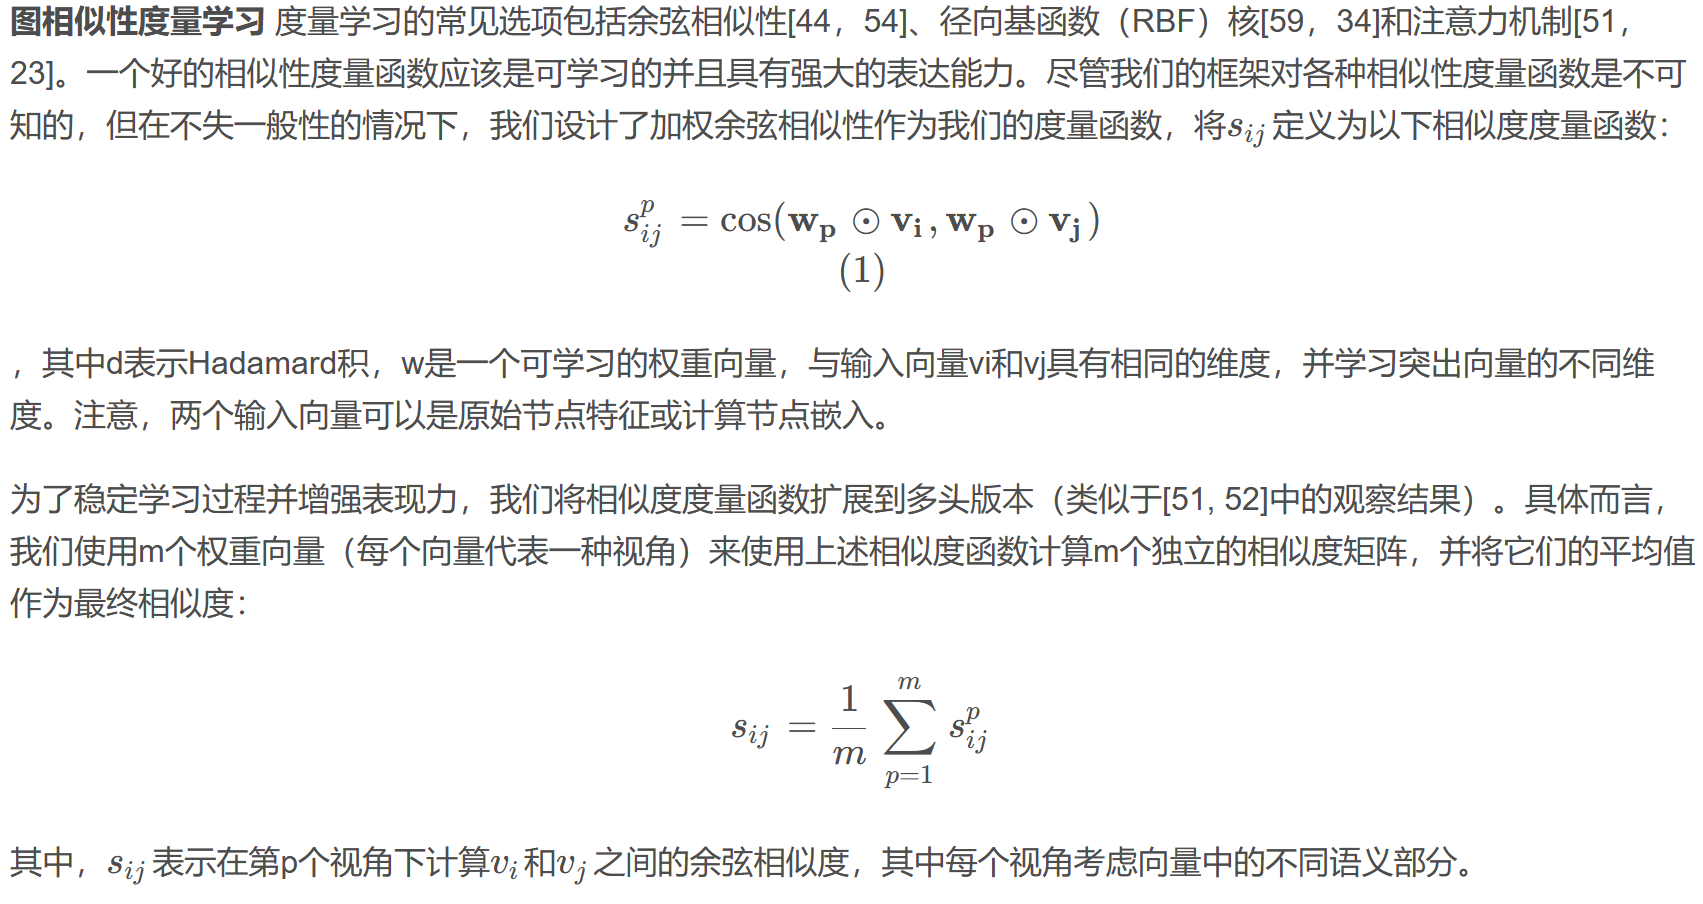 图相似性度量学习 度量学习的常见选项包括余弦相似性[44，54]、径向基函数（RBF）核[59，34]和注意力机制[51，
23]。一个好的相似性度量函数应该是可学习的并且具有强大的表达能力。尽管我们的框架对各种相似性度量函数是不可
知的，但在不失一般性的情况下，我们设计了加权余弦相似性作为我们的度量函数，将s_{ij}定义为以下相似度度量函数：
s_{ij}^{p} = cos(w_p ⊙ v_i, w_p ⊙ v_j)
(1)
，其中d表示Hadamard积，w是一个可学习的权重向量，与输入向量vi和vj具有相同的维度，并学习突出向量的不同维
度。注意，两个输入向量可以是原始节点特征或计算节点嵌入。
为了稳定学习过程并增强表现力，我们将相似度度量函数扩展到多头版本（类似于[51, 52]中的观察结果）。具体而言，
我们使用m个权重向量（每个向量代表一种视角）来使用上述相似度函数计算m个独立的相似度矩阵，并将它们的平均值
作为最终相似度：
s_{ij} = \frac{1}{m} \sum_{p=1}^{m} s_{ij}^{p}
其中，s_{ij}表示在第p个视角下计算v_i和v_j之间的余弦相似度，其中每个视角考虑向量中的不同语义部分。